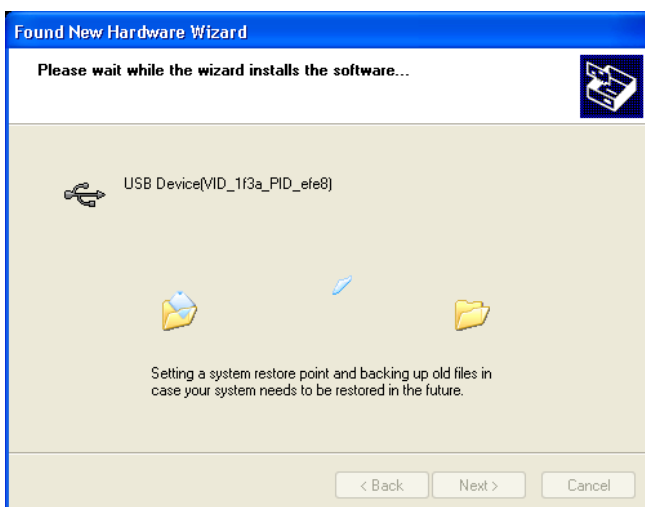 Found New Hardware Wizard
Please wait while the wizard installs the software...
USB Device(VID_1f3a_PID_efe8)
Setting a system restore point and backing up old files in
case your system needs to be restored in the future.
< Back Next > Cancel